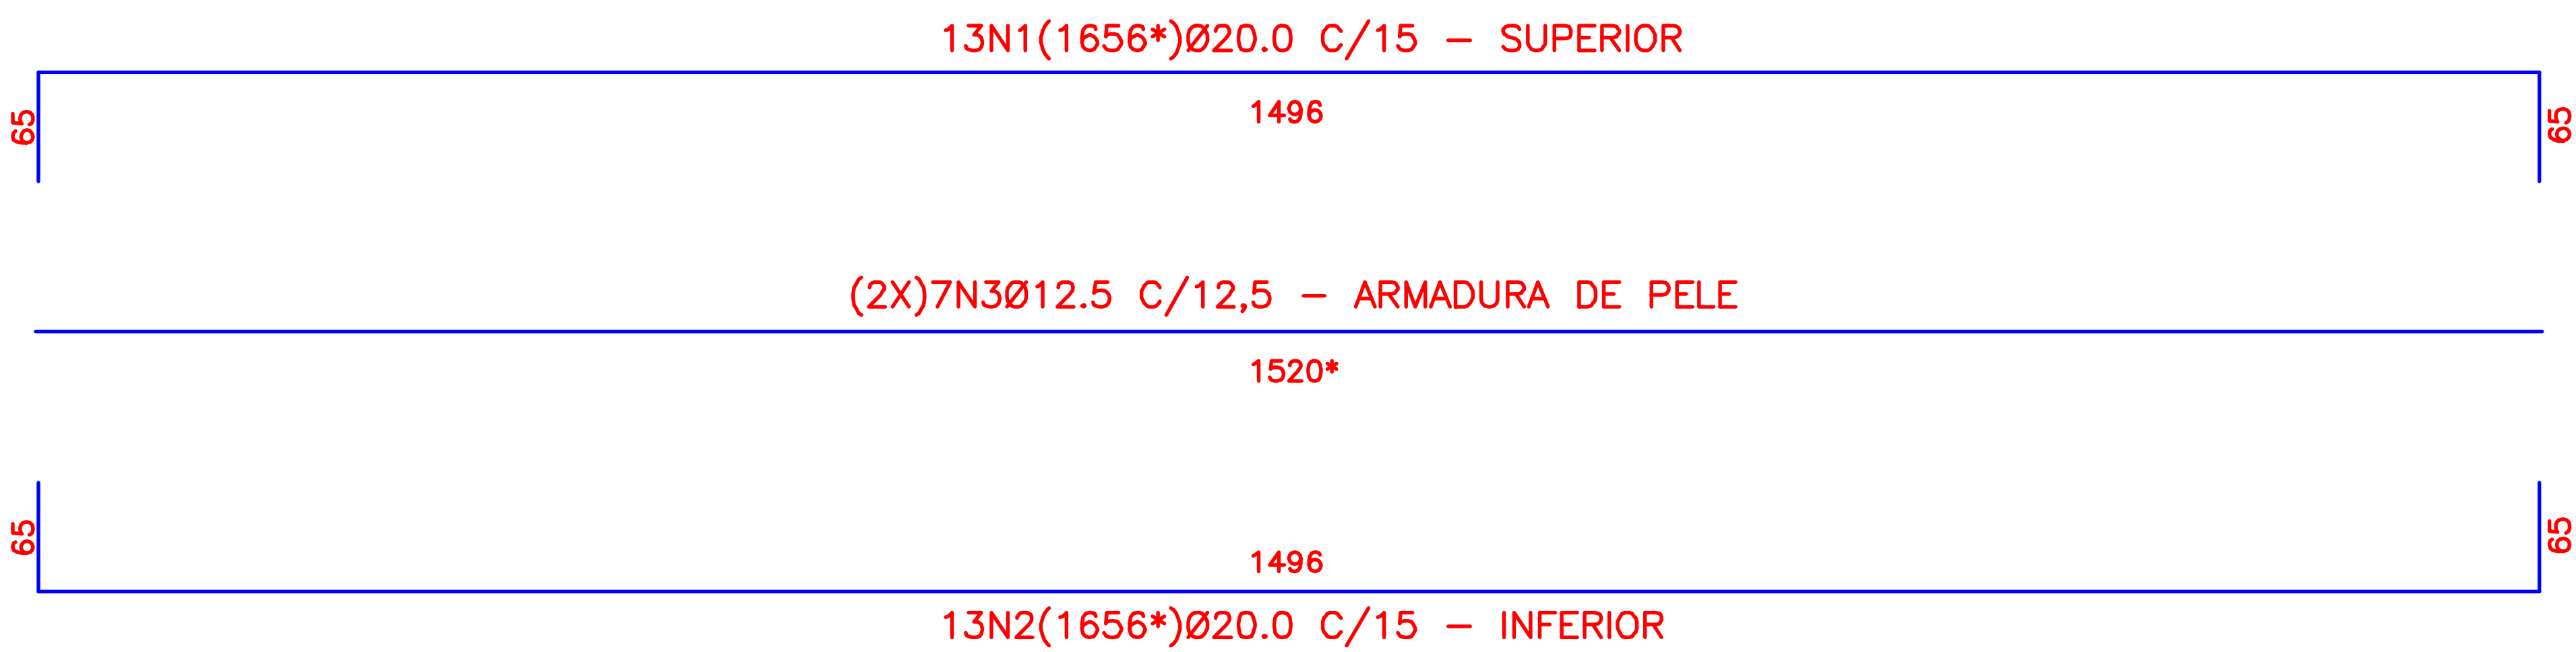 13N1(1656*)Ø20.0 C/15 – SUPERIOR
65
1496
65
(2X)7N3Ø12.5 C/12,5 – ARMADURA DE PELE
1520*
65
1496
65
13N2(1656*)Ø20.0 C/15 – INFERIOR